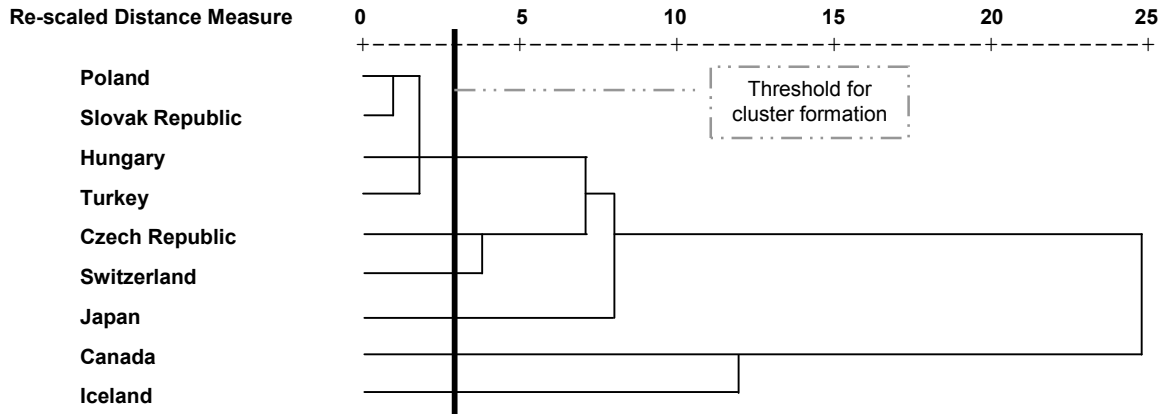 Re-scaled Distance Measure 0 5 10 15 20 25
Poland
Threshold for
cluster formation
Slovak Republic
Hungary
Turkey
Czech Republic
Switzerland
Japan
Canada
Iceland